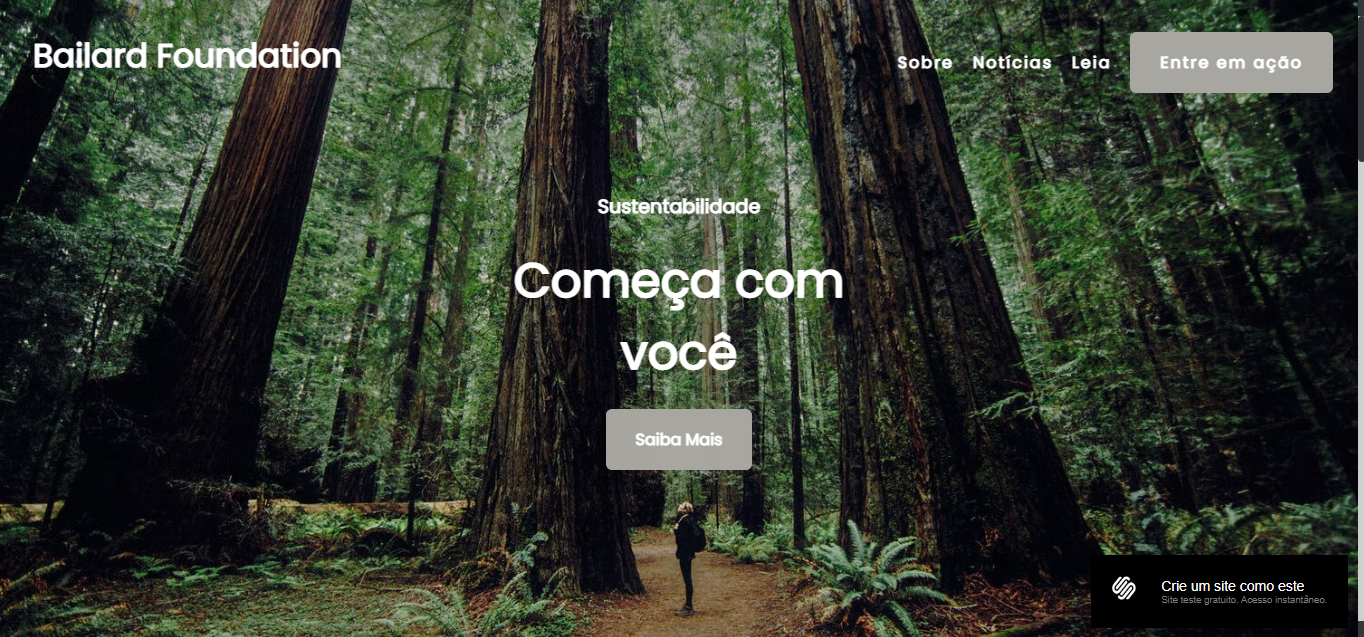 Bailard Foundation
Sobre
Notícias
Leia
Entre em ação
Sustentabilidade
Começa com
você
Saiba Mais
Crie um site como este
Site teste gratuito. Acesso instantâneo.